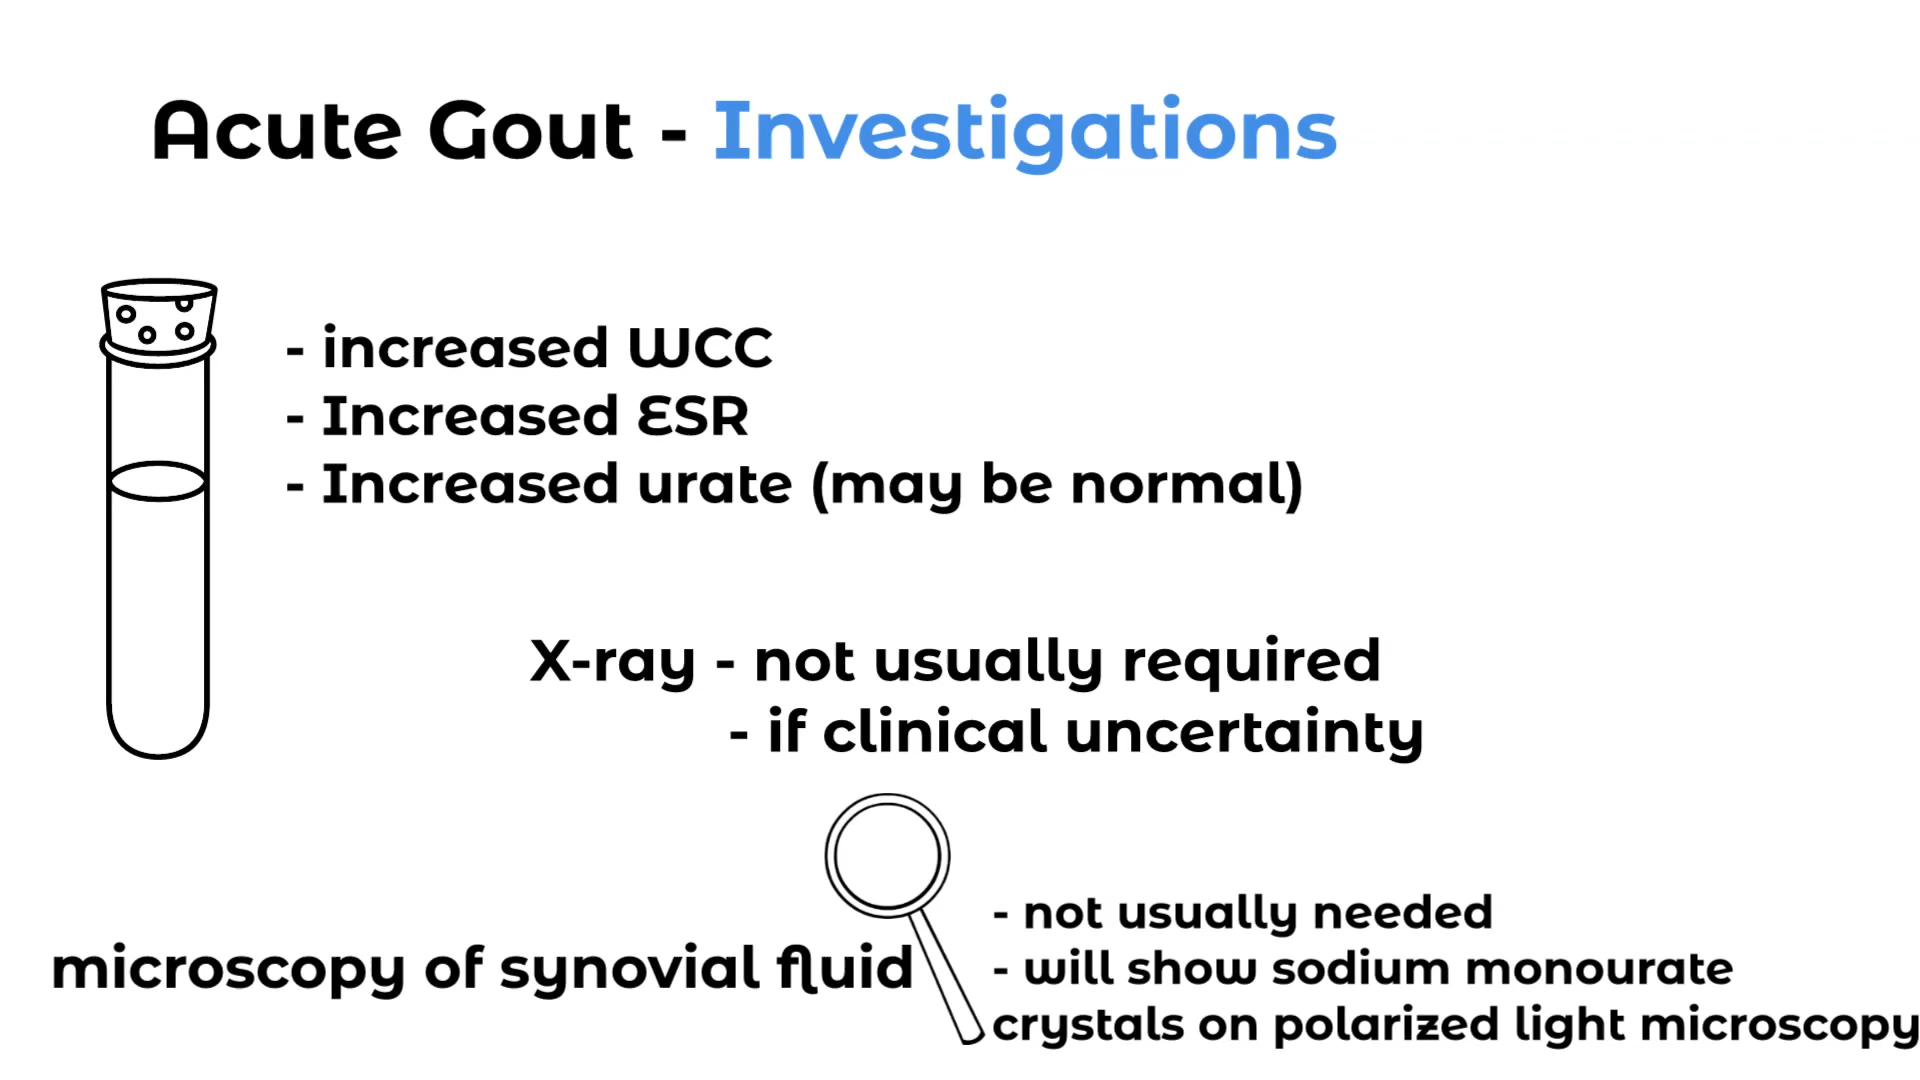 Acute Gout - Investigations
- increased WCC
- Increased ESR
- Increased urate (may be normal)
X-ray - not usually required
- if clinical uncertainty
microscopy of synovial fluid
- not usually needed
- will show sodium monourate
crystals on polarized light microscopy